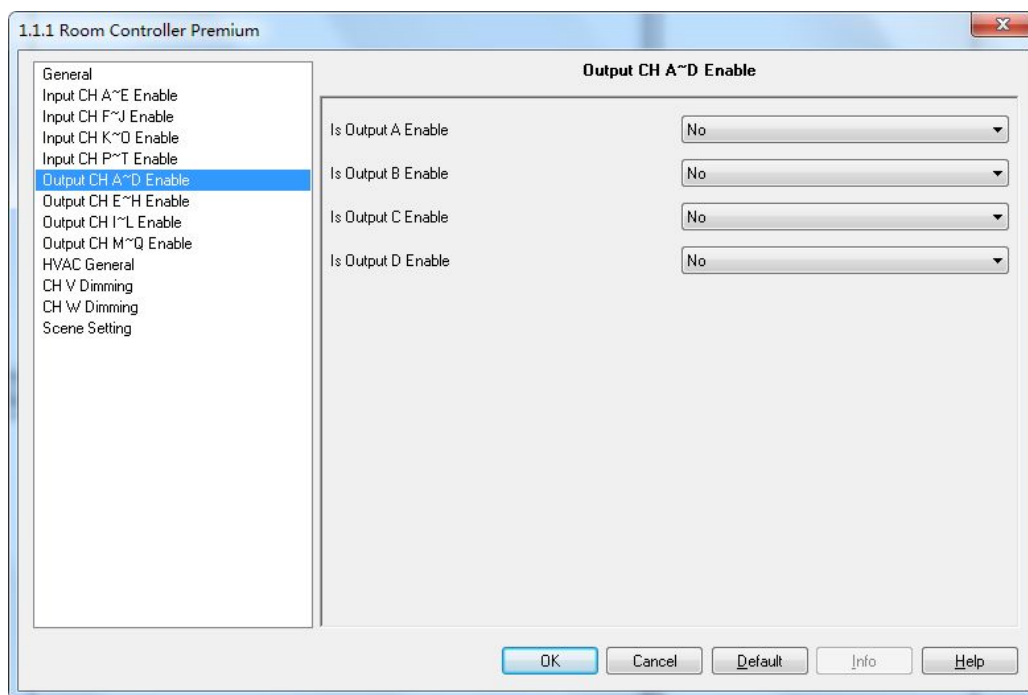 1.1.1 Room Controller Premium
General
Input CH A~E Enable
Input CH F~J Enable
Input CH K~O Enable
Input CH P~T Enable
Output CH A~D Enable
Output CH E~H Enable
Output CH I~L Enable
Output CH M~Q Enable
HVAC General
CH V Dimming
CH W Dimming
Scene Setting
Output CH A~D Enable
Is Output A Enable No
Is Output B Enable No
Is Output C Enable No
Is Output D Enable No
OK Cancel Default Info Help